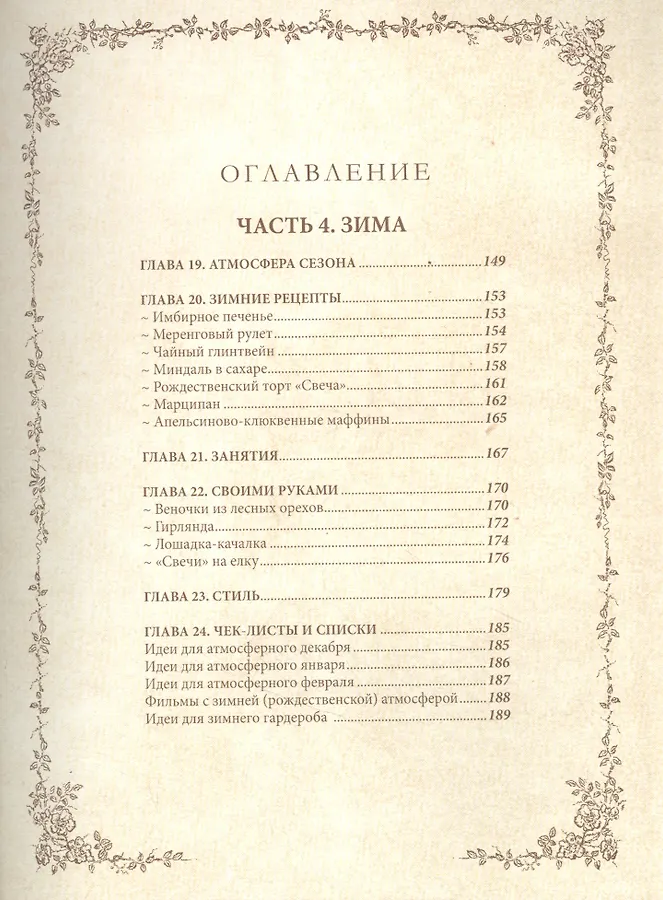 ОГЛАВЛЕНИЕ
ЧАСТЬ 4. ЗИМА
ГЛАВА 19. АТМОСФЕРА СЕЗОНА 149
ГЛАВА 20. ЗИМНИЕ РЕЦЕПТЫ 153
~ Имбирное печенье 153
~ Меренговый рулет 154
~ Чайный глинтвейн 157
~ Миндаль в сахаре 158
~ Рождественский торт «Свеча» 161
~ Марципан 162
~ Апельсиново-клюквенные маффины 165
ГЛАВА 21. ЗАНЯТИЯ 167
ГЛАВА 22. СВОИМИ РУКАМИ 170
~ Веночки из лесных орехов 170
~ Гирлянда 172
~ Лошадка-качалка 174
~ «Свечи» на елку 176
ГЛАВА 23. СТИЛЬ 179
ГЛАВА 24. ЧЕК-ЛИСТЫ И СПИСКИ 185
Идеи для атмосферного декабря 185
Идеи для атмосферного января 186
Идеи для атмосферного февраля 187
Фильмы с зимней (рождественской) атмосферой 188
Идеи для зимнего гардероба 189